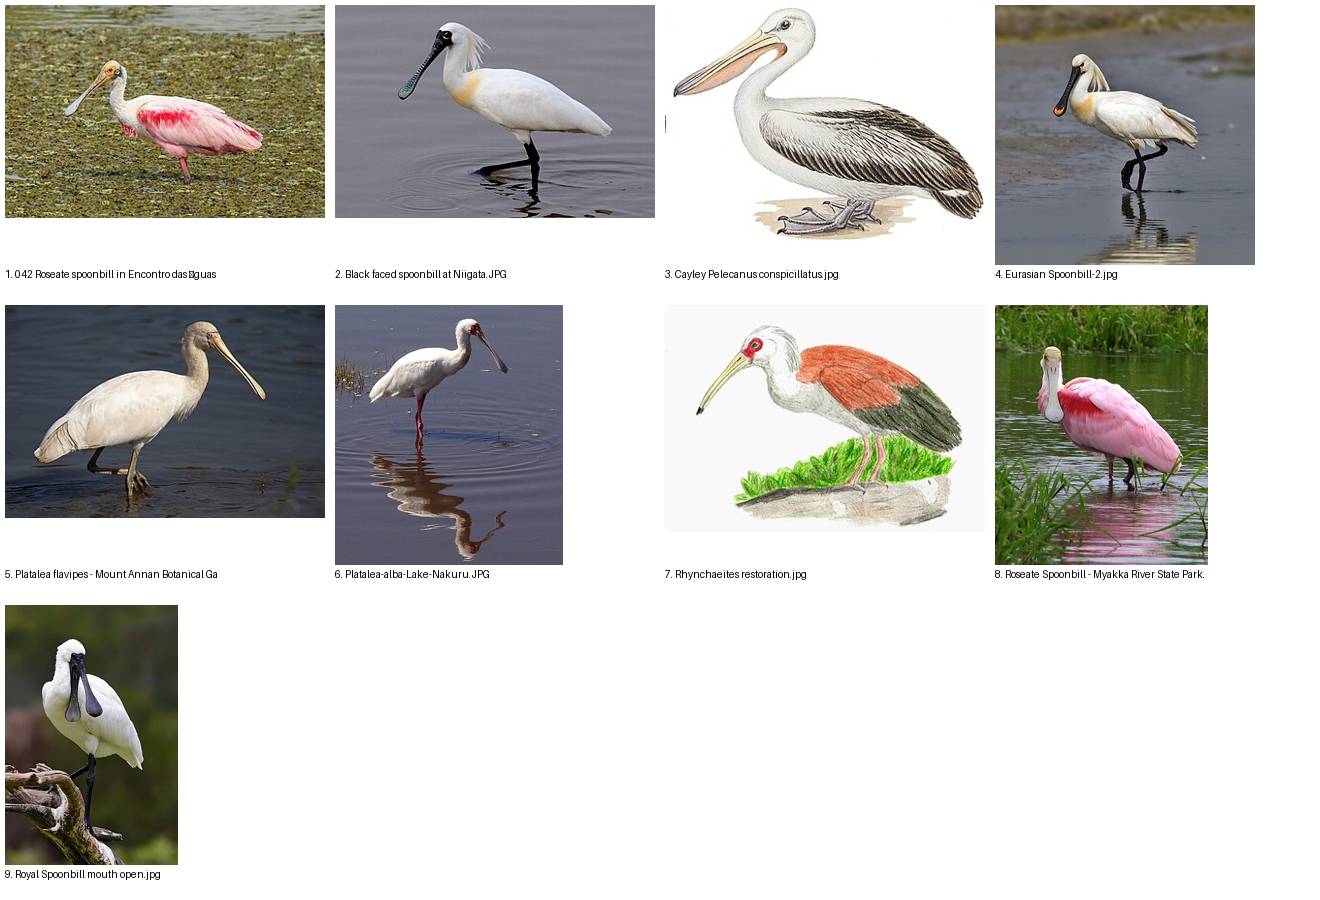 1. 042 Roseate spoonbill in Encontro das �guas
2. Black faced spoonbill at Niigata.JPG
3. Cayley Pelecanus conspicillatus.jpg
4. Eurasian Spoonbill-2.jpg
5. Platalea flavipes - Mount Annan Botanical Ga
6. Platalea-alba-Lake-Nakuru.JPG
7. Rhynchaeites restoration.jpg
8. Roseate Spoonbill - Myakka River State Park.
9. Royal Spoonbill mouth open.jpg